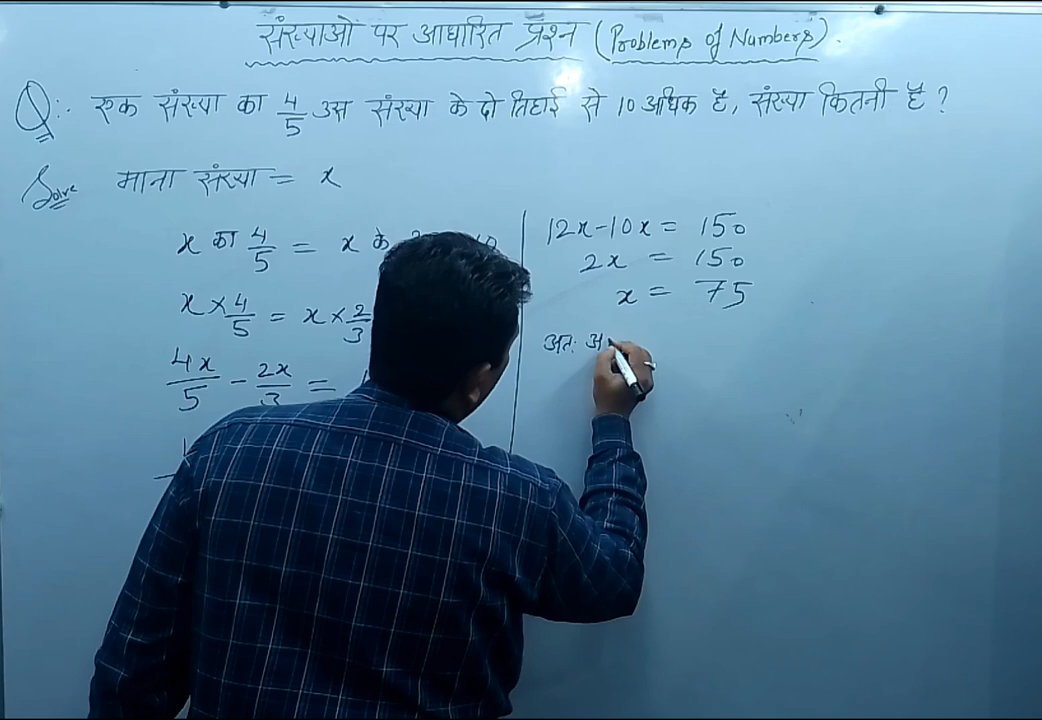 संख्याओं पर आधारित प्रश्न (Problems of Numbers).
Q:- एक संख्या का 4/5 उस संख्या के दो तिहाई से 10 अधिक है, संख्या कितनी है ?
Solve माना संख्या = x
x का 4/5 = x के
x × 4/5 = x × 2/3
4x/5 - 2x/3 =
12x-10x = 150
2x = 150
x = 75
अतः अ